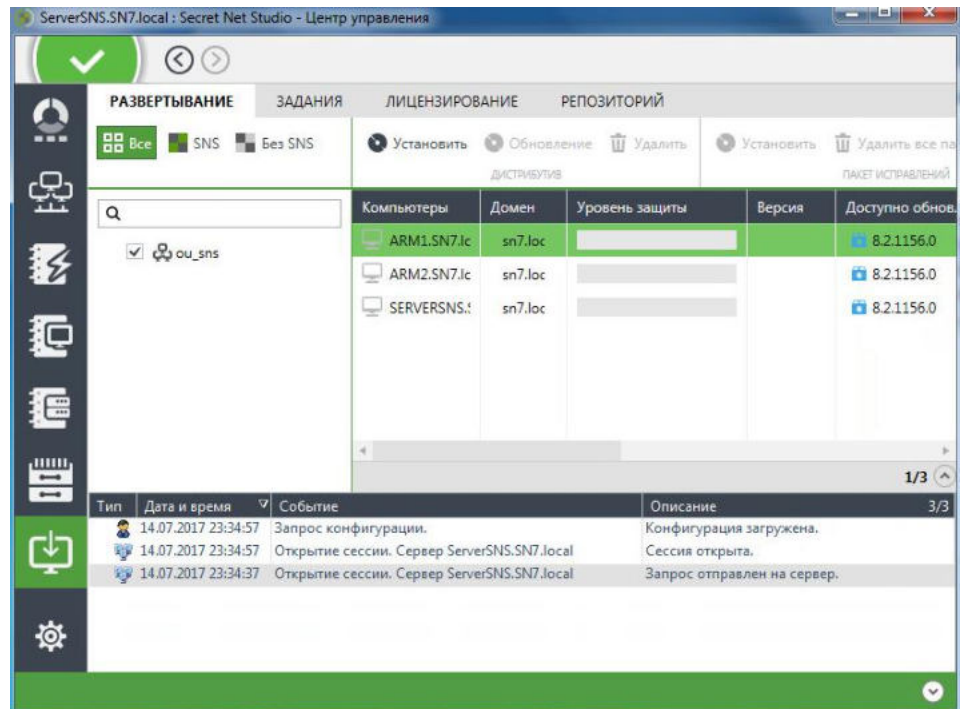 ServerSNS.SN7.local : Secret Net Studio - Центр управления
РАЗВЕРТЫВАНИЕ ЗАДАНИЯ ЛИЦЕНЗИРОВАНИЕ РЕПОЗИТОРИЙ
Все SNS Без SNS Установить Обновление Удалить Установить Удалить все па
ДИСТРИБУТИВ ПАКЕТ ИСПРАВЛЕНИЙ
Компьютеры Домен Уровень защиты Версия Доступно обнов.
ou_sns
ARM1.SN7.lc sn7.loc 8.2.1156.0
ARM2.SN7.lc sn7.loc 8.2.1156.0
SERVERSNS.S sn7.loc 8.2.1156.0
1/3
Тип Дата и время Событие Описание 3/3
14.07.2017 23:34:57 Запрос конфигурации. Конфигурация загружена.
14.07.2017 23:34:57 Открытие сессии. Сервер ServerSNS.SN7.local Сессия открыта.
14.07.2017 23:34:37 Открытие сессии. Сервер ServerSNS.SN7.local Запрос отправлен на сервер.